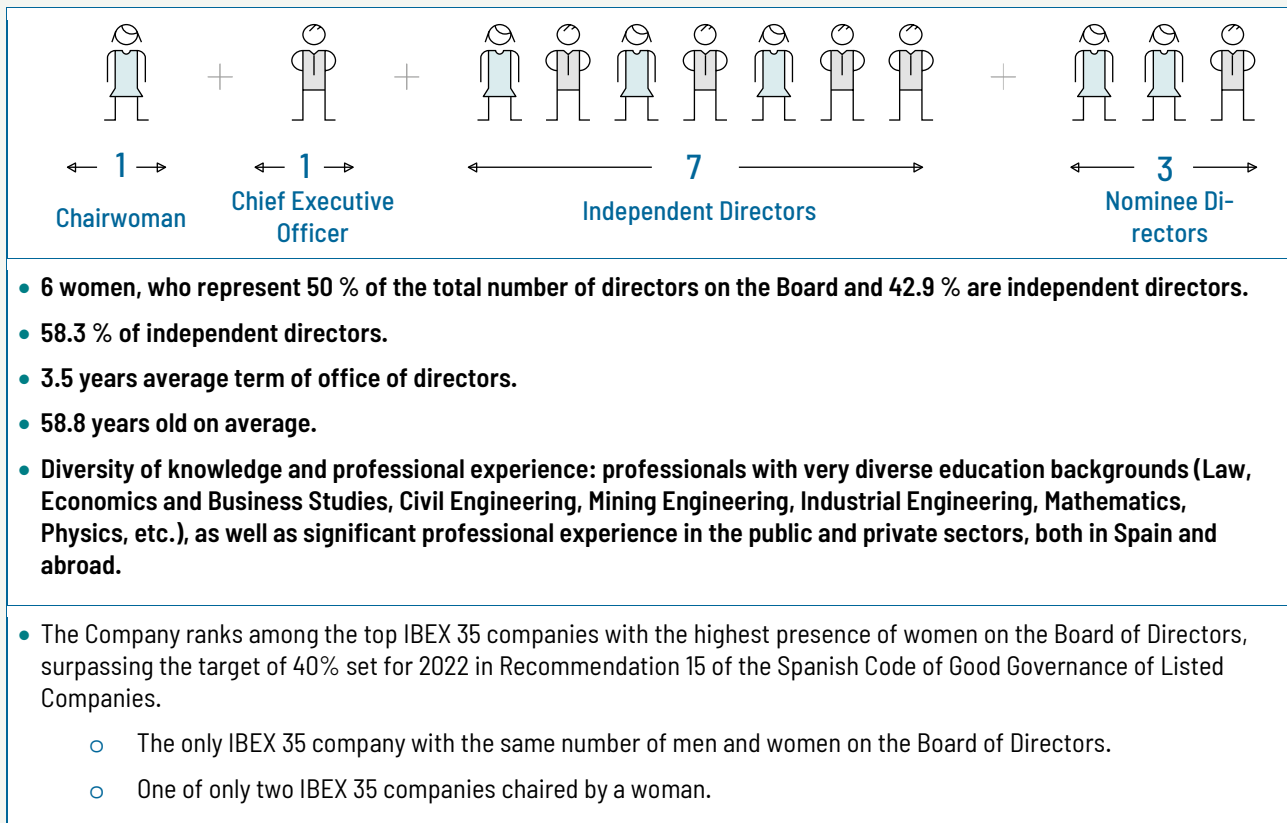 1
Chairwoman
1
Chief Executive
Officer
7
Independent Directors
3
Nominee Di-
rectors
• 6 women, who represent 50 % of the total number of directors on the Board and 42.9 % are independent directors.
• 58.3 % of independent directors.
• 3.5 years average term of office of directors.
• 58.8 years old on average.
• Diversity of knowledge and professional experience: professionals with very diverse education backgrounds (Law,
Economics and Business Studies, Civil Engineering, Mining Engineering, Industrial Engineering, Mathematics,
Physics, etc.), as well as significant professional experience in the public and private sectors, both in Spain and
abroad.
• The Company ranks among the top IBEX 35 companies with the highest presence of women on the Board of Directors,
surpassing the target of 40% set for 2022 in Recommendation 15 of the Spanish Code of Good Governance of Listed
Companies.
o The only IBEX 35 company with the same number of men and women on the Board of Directors.
o One of only two IBEX 35 companies chaired by a woman.